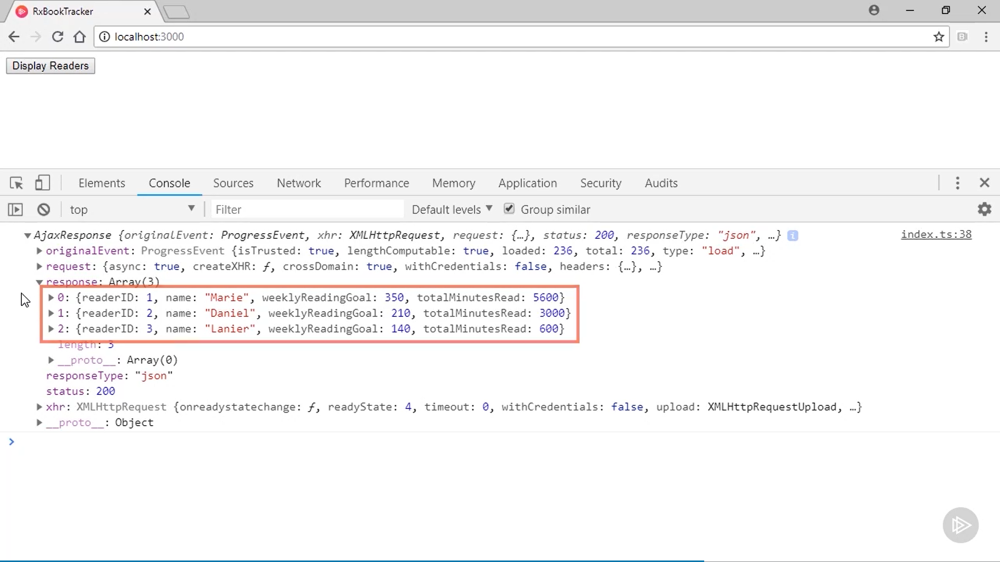 RxBookTracker
localhost:3000
Display Readers
Elements Console Sources Network Performance Memory Application Security Audits
top Filter Default levels Group similar
AjaxResponse {originalEvent: ProgressEvent, xhr: XMLHttpRequest, request: {…}, status: 200, responseType: "json", …} i index.ts:38
originalEvent: ProgressEvent {isTrusted: true, lengthComputable: true, loaded: 236, total: 236, type: "load", …}
request: {async: true, createXHR: ƒ, crossDomain: true, withCredentials: false, headers: {…}, …}
response: Array(3)
0: {readerID: 1, name: "Marie", weeklyReadingGoal: 350, totalMinutesRead: 5600}
1: {readerID: 2, name: "Daniel", weeklyReadingGoal: 210, totalMinutesRead: 3000}
2: {readerID: 3, name: "Lanier", weeklyReadingGoal: 140, totalMinutesRead: 600}
length: 3
__proto__: Array(0)
responseType: "json"
status: 200
xhr: XMLHttpRequest {onreadystatechange: ƒ, readyState: 4, timeout: 0, withCredentials: false, upload: XMLHttpRequestUpload, …}
__proto__: Object